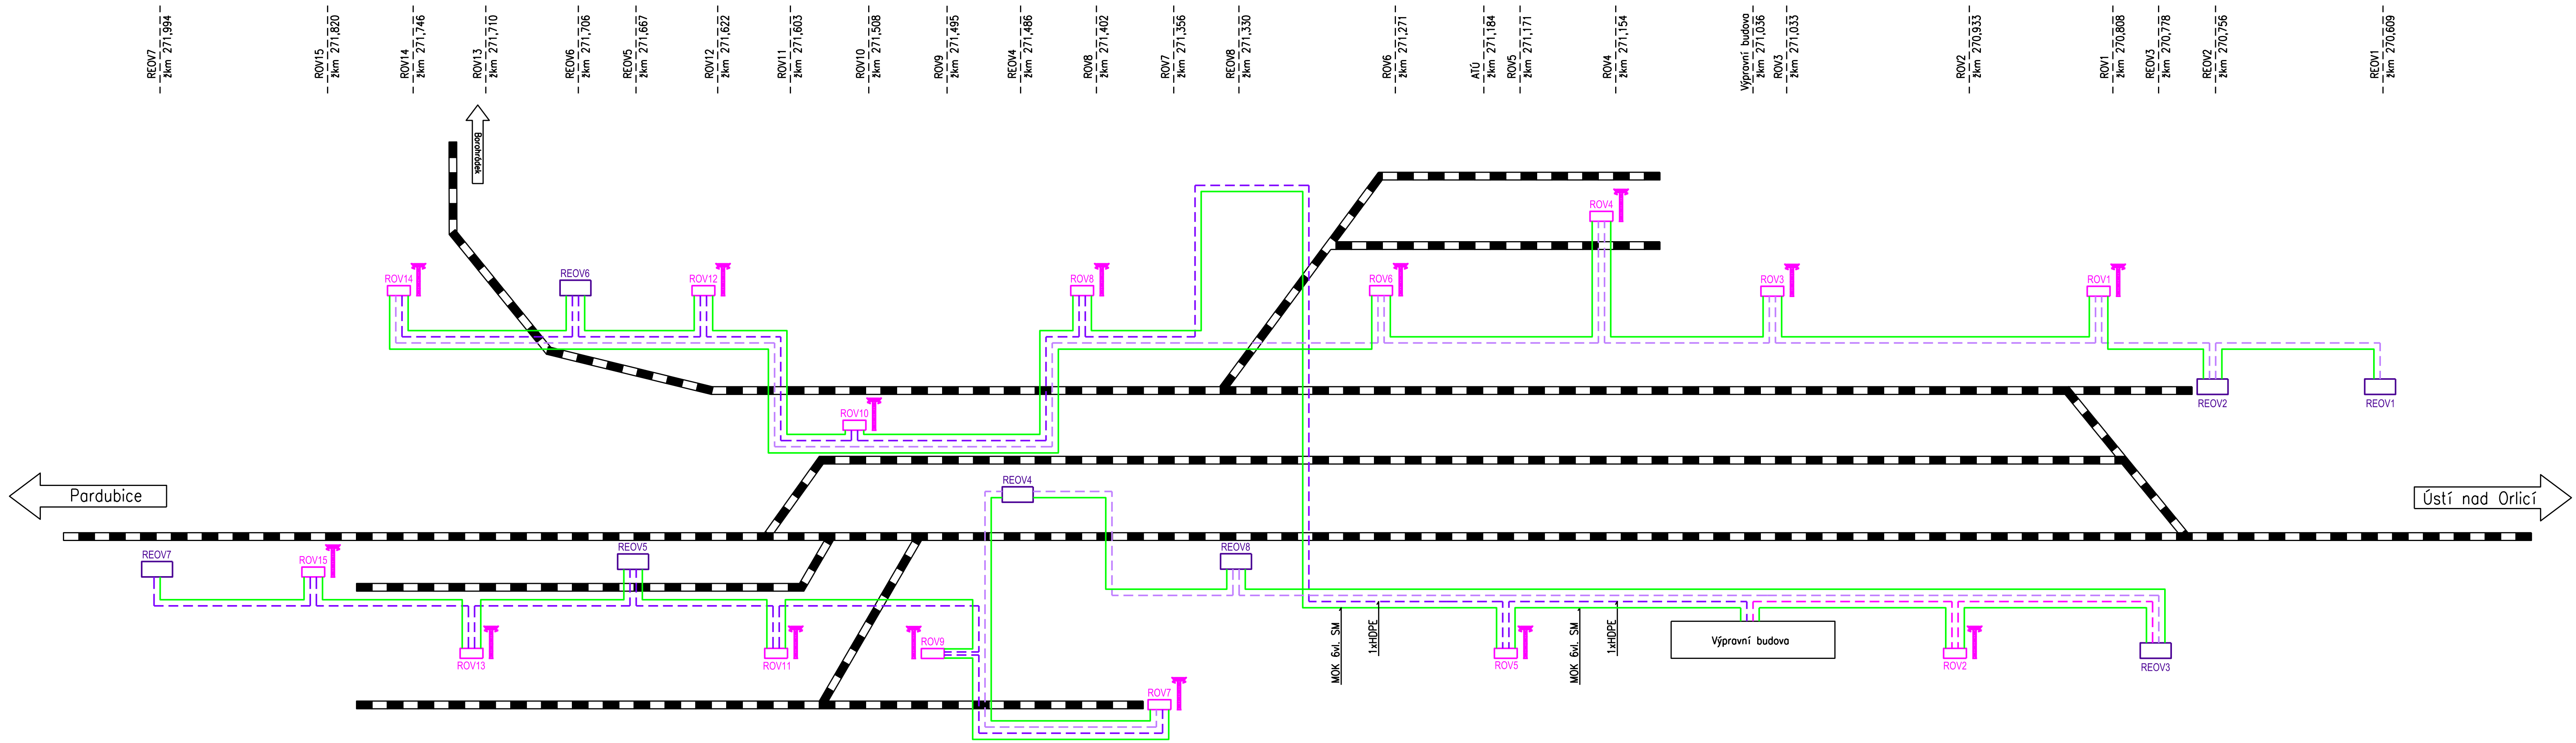 REOV7
žkm 271,994
ROV15
žkm 271,820
ROV14
žkm 271,746
ROV13
žkm 271,710
REOV6
žkm 271,706
REOV5
žkm 271,667
ROV12
žkm 271,622
ROV11
žkm 271,603
ROV10
žkm 271,508
ROV9
žkm 271,495
REOV4
žkm 271,486
ROV8
žkm 271,402
ROV7
žkm 271,356
REOV8
žkm 271,330
ROV6
žkm 271,271
ATÚ
žkm 271,184
ROV5
žkm 271,171
ROV4
žkm 271,154
Výpravní budova
žkm 271,036
ROV3
žkm 271,033
ROV2
žkm 270,933
ROV1
žkm 270,808
REOV3
žkm 270,778
REOV2
žkm 270,756
REOV1
žkm 270,609
Borohrádek
ROV4
ROV14
REOV6
ROV12
ROV8
ROV6
ROV3
ROV1
REOV2
REOV1
ROV10
REOV4
Pardubice
Ústí nad Orlicí
REOV7
ROV15
REOV5
REOV8
ROV13
ROV11
ROV9
MOK 6vl. SM
1xHDPE
ROV5
MOK 6vl. SM
1xHDPE
Výpravní budova
ROV2
REOV3
ROV7